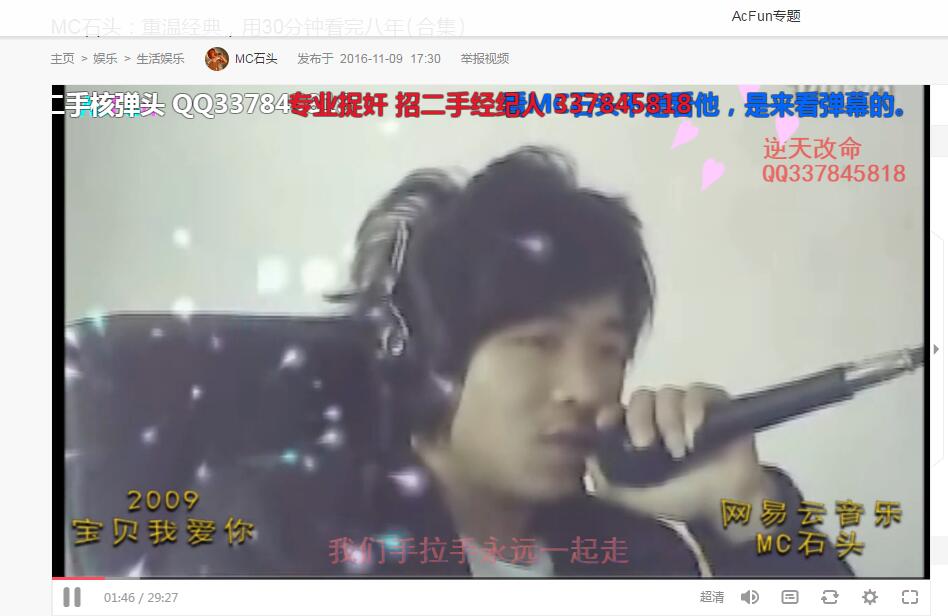 AcFun专题
MC石头：重温经典，用30分钟看完八年(合集)
主页 > 娱乐 > 生活娱乐 MC石头 发布于 2016-11-09 17:30 举报视频
二手核弹头 QQ33784
专业捉奸 招二手经纪人 337845818
他，是来看弹幕的。
逆天改命
QQ337845818
2009
宝贝我爱你
网易云音乐
MC石头
我们手拉手永远一起走
01:46 / 29:27 超清